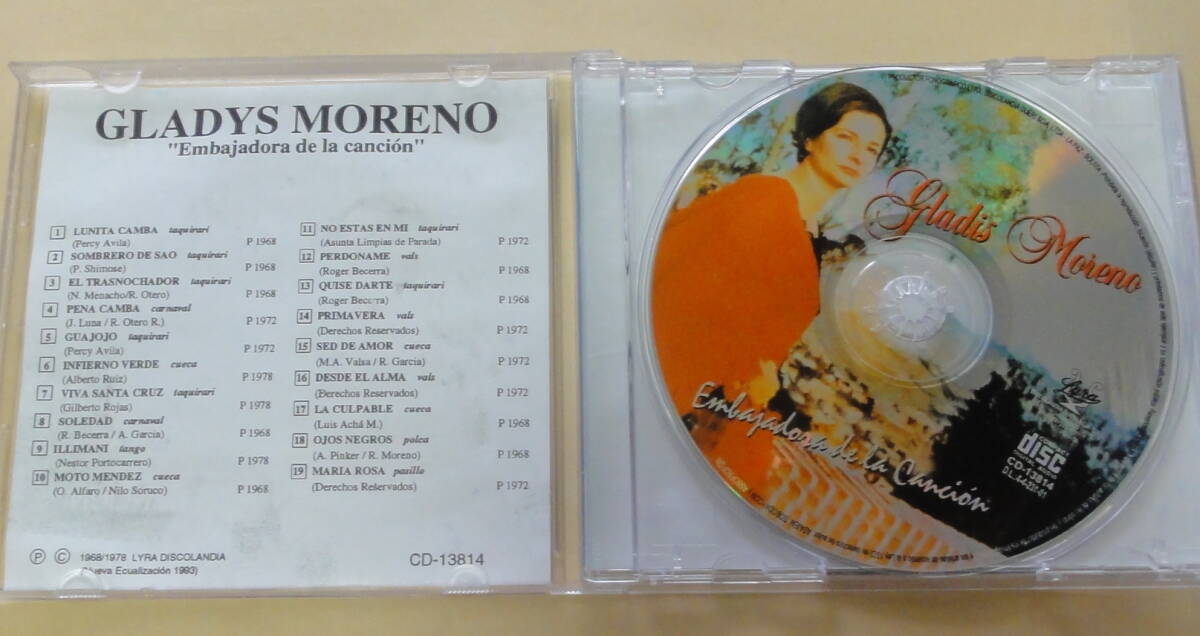 GLADYS MORENO
"Embajadora de la canción"
1 LUNITA CAMBA taquirari
(Percy Avila) P 1968
2 SOMBRERO DE SAO taquirari
(P. Shimose) P 1968
3 EL TRASNOCHADOR taquirari
(N. Menacho/R. Otero) P 1968
4 PENA CAMBA carnaval
(J. Luna / R. Otero R.) P 1972
5 GUAJOJO taquirari
(Percy Avila) P 1972
6 INFIERNO VERDE cueca
(Alberto Ruiz) P 1978
7 VIVA SANTA CRUZ taquirari
(Gilberto Rojas) P 1978
8 SOLEDAD carnaval
(R. Becerra / A. Garcia) P 1968
9 ILLIMANI tango
(Nestor Portocarrero) P 1978
10 MOTO MENDEZ cueca
(O. Alfaro / Nilo Soruco) P 1968
11 NO ESTAS EN MI taquirari
(Asunta Limpias de Parada) P 1972
12 PERDONAME vals
(Roger Becerra) P 1968
13 QUISE DARTE taquirari
(Roger Becerra) P 1968
14 PRIMAVERA vals
(Derechos Reservados) P 1972
15 SED DE AMOR cueca
(M.A. Valsa / R. Garcia) P 1972
16 DESDE EL ALMA vals
(Derechos Reservados) P 1972
17 LA CULPABLE cueca
(Luis Achá M.) P 1968
18 OJOS NEGROS polca
(A. Pinker / R. Moreno) P 1968
19 MARIA ROSA pasillo
(Derechos Reservados) P 1972
Ⓟ © 1968/1978 LYRA DISCOLANDIA
(Nueva Ecualización 1993)
CD-13814
Gladis Moreno
Embajadora de la Canción
Lyra
COMPACT
disc
CD-13814